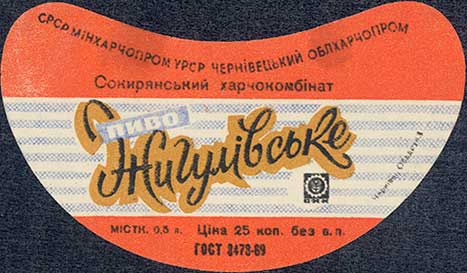 СРСР МІНХАРЧОПРОМ УРСР ЧЕРНІВЕЦЬКИЙ ОБЛХАРЧОПРОМ
Сокирянський харчокомбінат
ПИВО
Жигулівське
МІСТК. 0,5 л. Ціна 25 коп. без в.п.
ГОСТ 3473-69